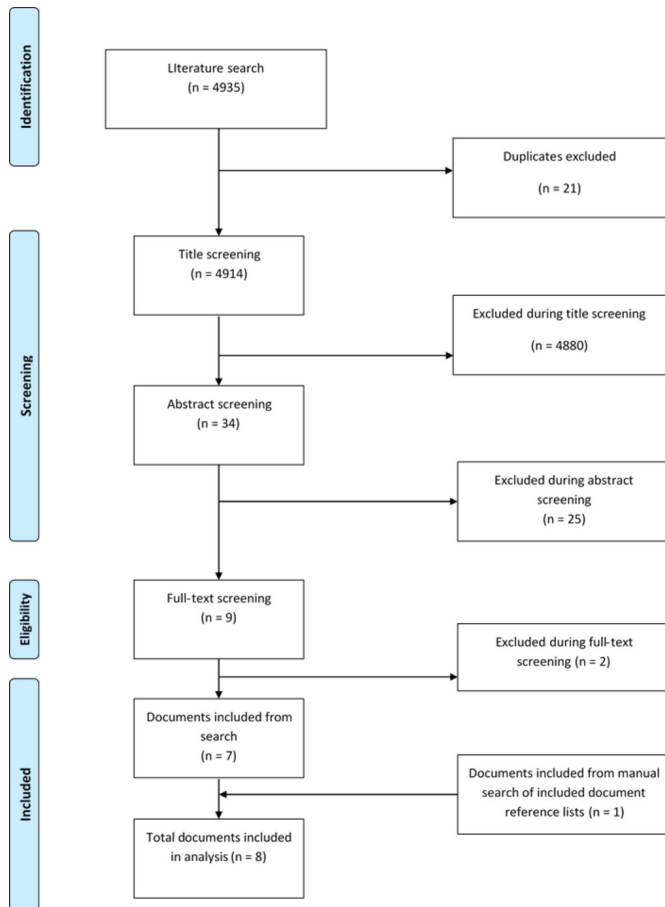 Identification
LIterature search
(n = 4935)
Duplicates excluded
(n = 21)
Screening
Title screening
(n = 4914)
Excluded during title screening
(n = 4880)
Abstract screening
(n = 34)
Excluded during abstract
screening
(n = 25)
Eligibility
Full-text screening
(n = 9)
Excluded during full-text
screening (n = 2)
Included
Documents included from
search
(n = 7)
Documents included from manual
search of included document
reference lists (n = 1)
Total documents included
in analysis (n = 8)